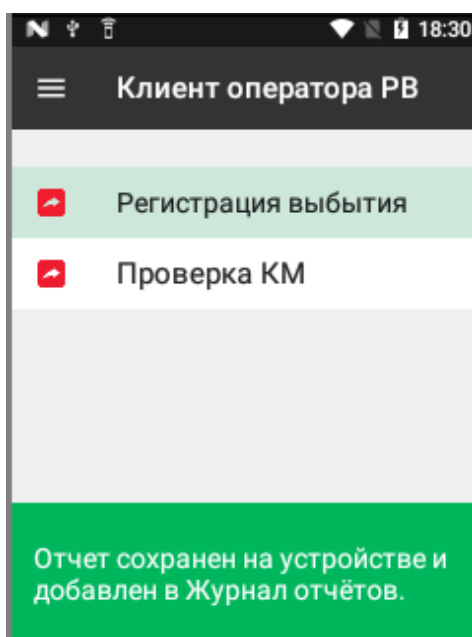 18:30
Клиент оператора РВ
Регистрация выбытия
Проверка КМ
Отчет сохранен на устройстве и
добавлен в Журнал отчётов.